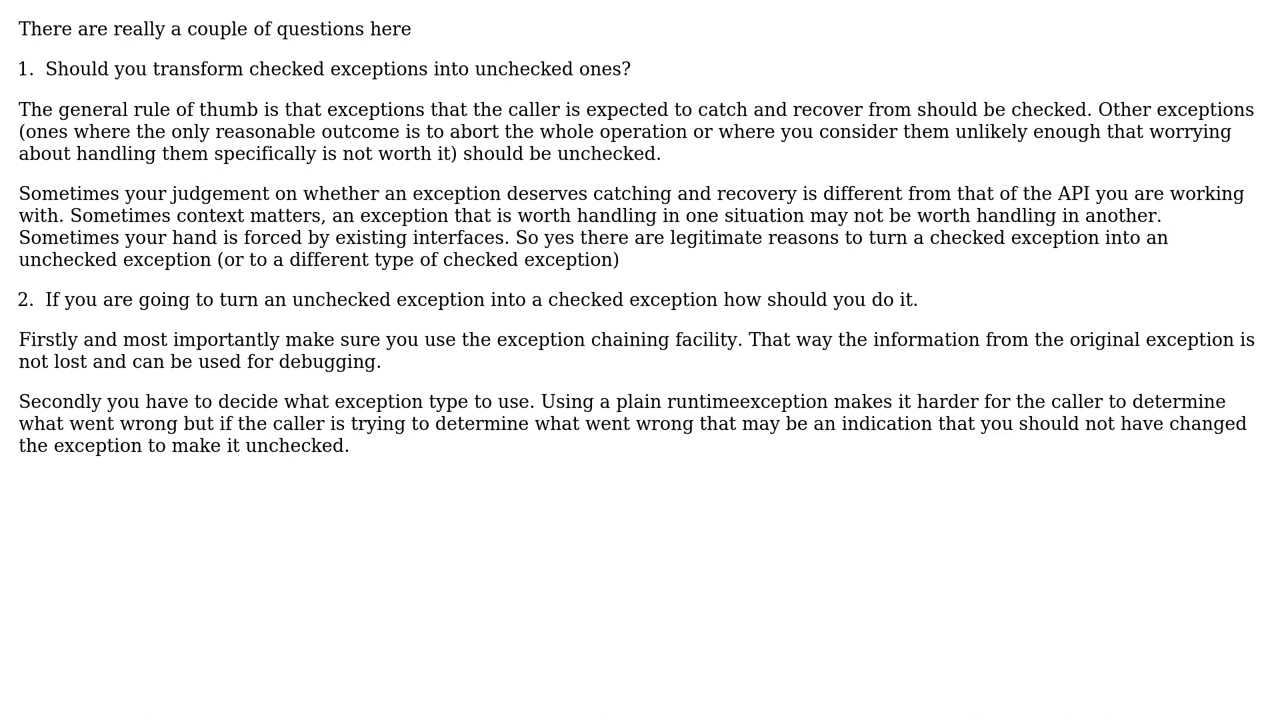 There are really a couple of questions here
1. Should you transform checked exceptions into unchecked ones?
The general rule of thumb is that exceptions that the caller is expected to catch and recover from should be checked. Other exceptions
(ones where the only reasonable outcome is to abort the whole operation or where you consider them unlikely enough that worrying
about handling them specifically is not worth it) should be unchecked.
Sometimes your judgement on whether an exception deserves catching and recovery is different from that of the API you are working
with. Sometimes context matters, an exception that is worth handling in one situation may not be worth handling in another.
Sometimes your hand is forced by existing interfaces. So yes there are legitimate reasons to turn a checked exception into an
unchecked exception (or to a different type of checked exception)
2. If you are going to turn an unchecked exception into a checked exception how should you do it.
Firstly and most importantly make sure you use the exception chaining facility. That way the information from the original exception is
not lost and can be used for debugging.
Secondly you have to decide what exception type to use. Using a plain runtimeexception makes it harder for the caller to determine
what went wrong but if the caller is trying to determine what went wrong that may be an indication that you should not have changed
the exception to make it unchecked.